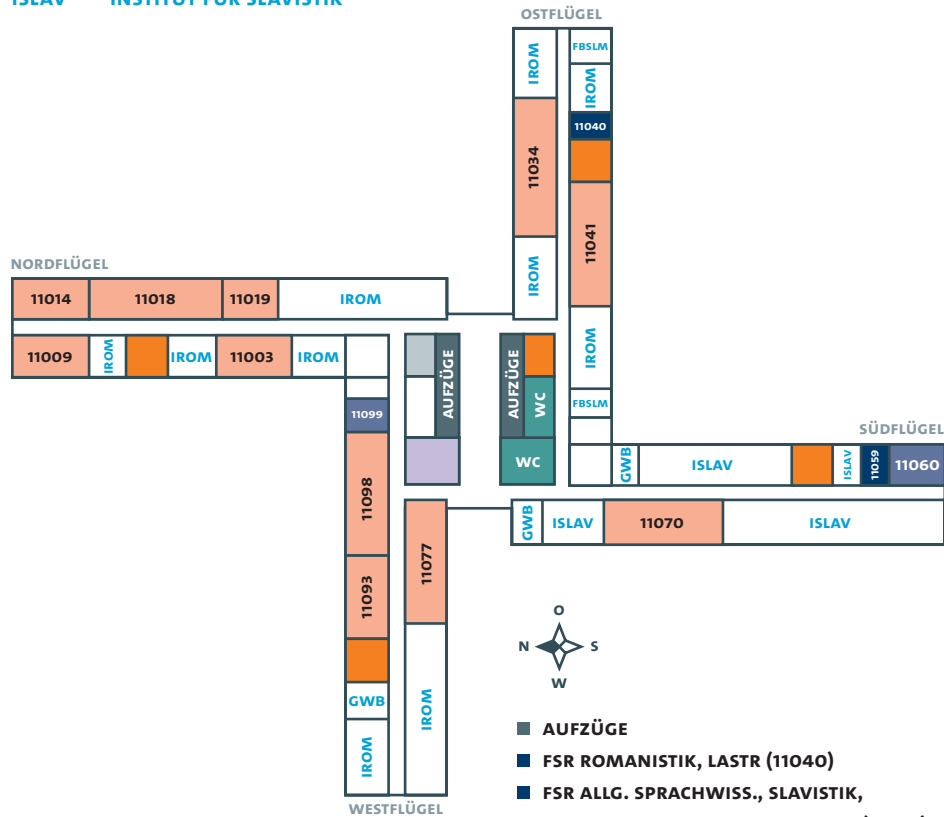 ISLAV INSTITUT FÜR SLAVISTIK
OSTFLÜGEL
IROM
FBSLM
IROM
11040
11034
11041
IROM
IROM
FBSLM
NORDFLÜGEL
11014 11018 11019 IROM
11009 IROM IROM 11003 IROM
AUFZÜGE
AUFZÜGE
WC
WC
SÜDFLÜGEL
GWB ISLAV ISLAV 11059 11060
GWB ISLAV 11070 ISLAV
11099
11098
11093
GWB
IROM
11077
IROM
WESTFLÜGEL
O
N S
W
AUFZÜGE
FSR ROMANISTIK, LASTR (11040)
FSR ALLG. SPRACHWISS., SLAVISTIK,